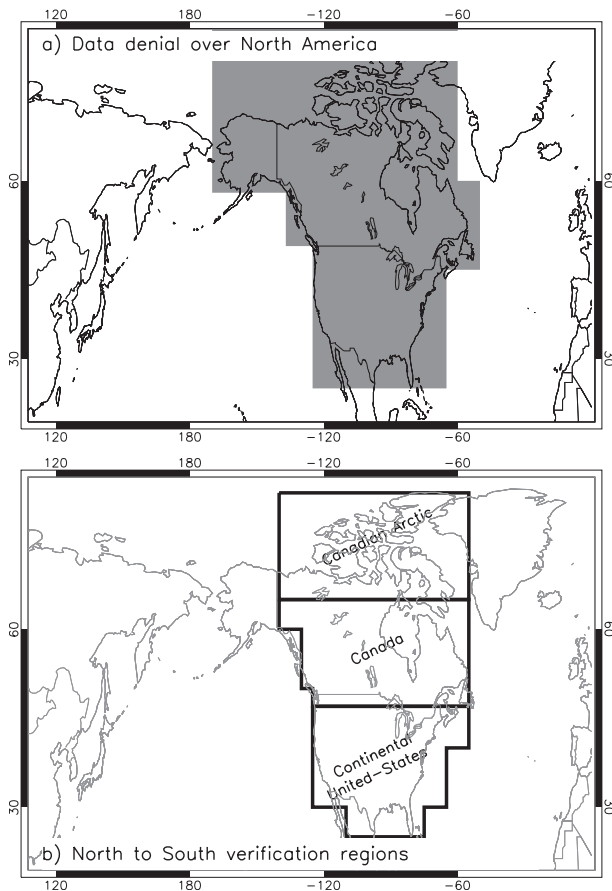 120 180 −120 −60
a) Data denial over North America
60 60
30 30
120 180 −120 −60
120 180 −120 −60
Canadian Arctic
60 60
Canada
Continental
United−States
30 30
b) North to South verification regions
120 180 −120 −60